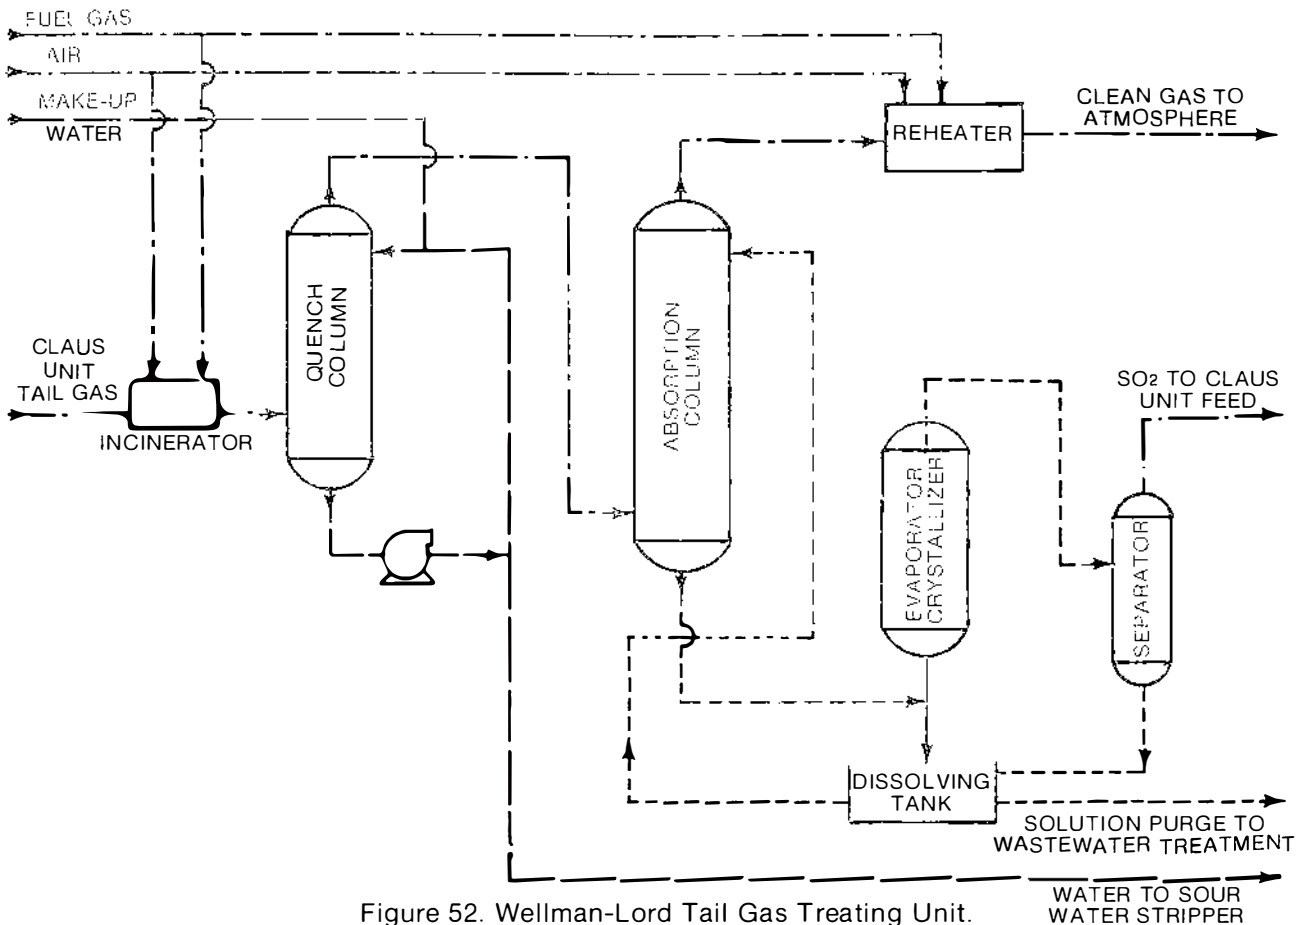 FUEL GAS
AIR
MAKE-UP
WATER
CLEAN GAS TO
ATMOSPHERE
REHEATER
QUENCH
COLUMN
ABSORPTION
COLUMN
CLAUS
UNIT
TAIL GAS
INCINERATOR
SO2 TO CLAUS
UNIT FEED
EVAPORATOR
CRYSTALLIZER
SEPARATOR
DISSOLVING
TANK
SOLUTION PURGE TO
WASTEWATER TREATMENT
WATER TO SOUR
WATER STRIPPER
Figure 52. Wellman-Lord Tail Gas Treating Unit.